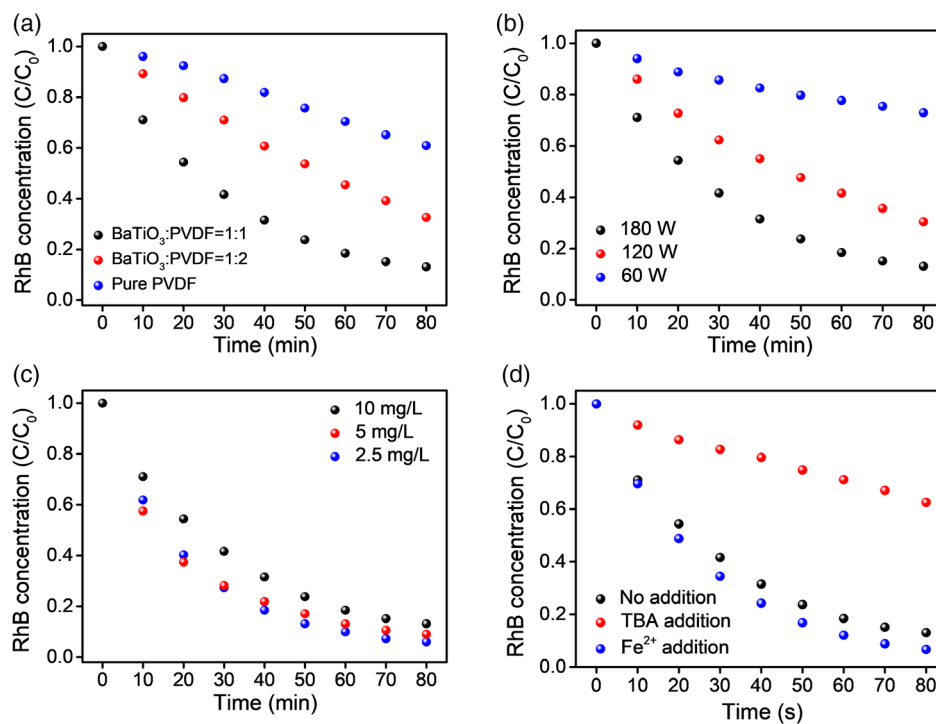 (a)
RhB concentration (C/C₀)
1.0
0.8
0.6
0.4
0.2
0.0
BaTiO₃:PVDF=1:1
BaTiO₃:PVDF=1:2
Pure PVDF
0 10 20 30 40 50 60 70 80
Time (min)
(b)
RhB concentration (C/C₀)
1.0
0.8
0.6
0.4
0.2
0.0
180 W
120 W
60 W
0 10 20 30 40 50 60 70 80
Time (min)
(c)
RhB concentration (C/C₀)
1.0
0.8
0.6
0.4
0.2
0.0
10 mg/L
5 mg/L
2.5 mg/L
0 10 20 30 40 50 60 70 80
Time (min)
(d)
RhB concentration (C/C₀)
1.0
0.8
0.6
0.4
0.2
0.0
No addition
TBA addition
Fe²⁺ addition
0 10 20 30 40 50 60 70 80
Time (s)